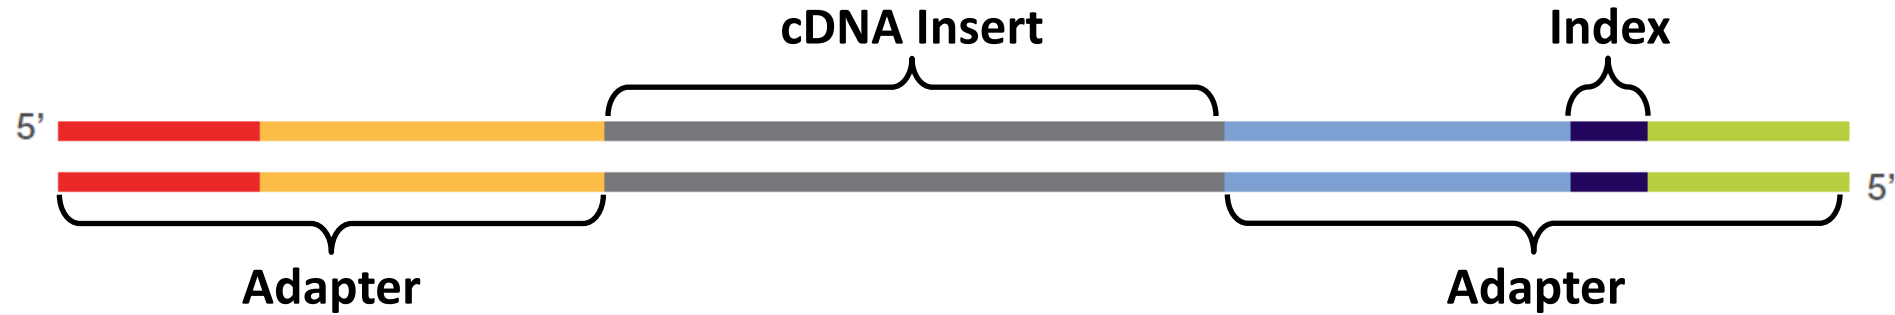 cDNA Insert
Index
5’
5’
Adapter
Adapter